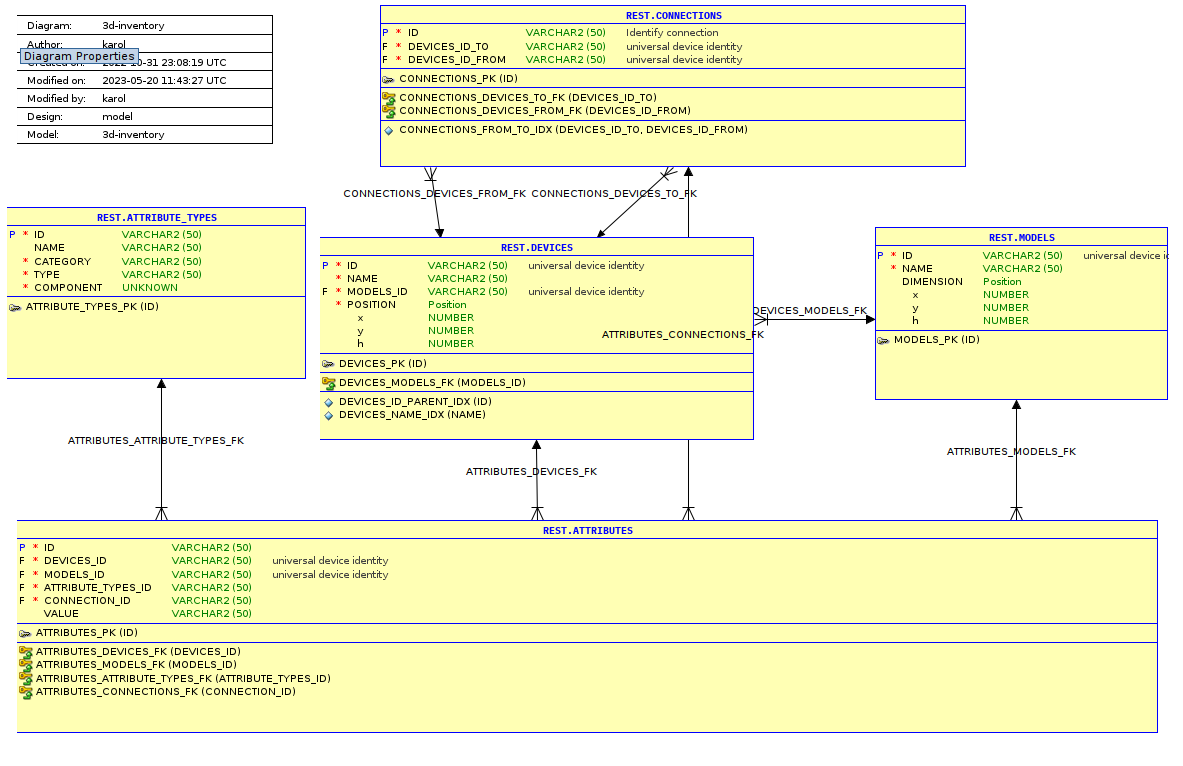 Diagram: 3d-inventory
Author: karol
Diagram Properties
23:08:19 UTC
Modified on: 2023-05-20 11:43:27 UTC
Modified by: karol
Design: model
Model: 3d-inventory
REST.CONNECTIONS
P * ID VARCHAR2 (50) Identify connection
F * DEVICES_ID_TO VARCHAR2 (50) universal device identity
F * DEVICES_ID_FROM VARCHAR2 (50) universal device identity
CONNECTIONS_PK (ID)
CONNECTIONS_DEVICES_TO_FK (DEVICES_ID_TO)
CONNECTIONS_DEVICES_FROM_FK (DEVICES_ID_FROM)
CONNECTIONS_FROM_TO_IDX (DEVICES_ID_TO, DEVICES_ID_FROM)
CONNECTIONS_DEVICES_FROM_FK CONNECTIONS_DEVICES_TO_FK
REST.ATTRIBUTE_TYPES
P * ID VARCHAR2 (50)
NAME VARCHAR2 (50)
* CATEGORY VARCHAR2 (50)
* TYPE VARCHAR2 (50)
* COMPONENT UNKNOWN
ATTRIBUTE_TYPES_PK (ID)
REST.DEVICES
P * ID VARCHAR2 (50) universal device identity
* NAME VARCHAR2 (50)
F * MODELS_ID VARCHAR2 (50) universal device identity
* POSITION Position
x NUMBER
y NUMBER
h NUMBER
DEVICES_PK (ID)
DEVICES_MODELS_FK (MODELS_ID)
DEVICES_ID_PARENT_IDX (ID)
DEVICES_NAME_IDX (NAME)
DEVICES_MODELS_FK
ATTRIBUTES_CONNECTIONS_FK
REST.MODELS
P * ID VARCHAR2 (50) universal device
* NAME VARCHAR2 (50)
DIMENSION Position
x NUMBER
y NUMBER
h NUMBER
MODELS_PK (ID)
ATTRIBUTES_ATTRIBUTE_TYPES_FK
ATTRIBUTES_DEVICES_FK
ATTRIBUTES_MODELS_FK
REST.ATTRIBUTES
P * ID VARCHAR2 (50)
F * DEVICES_ID VARCHAR2 (50) universal device identity
F * MODELS_ID VARCHAR2 (50) universal device identity
F * ATTRIBUTE_TYPES_ID VARCHAR2 (50)
F * CONNECTION_ID VARCHAR2 (50)
VALUE VARCHAR2 (50)
ATTRIBUTES_PK (ID)
ATTRIBUTES_DEVICES_FK (DEVICES_ID)
ATTRIBUTES_MODELS_FK (MODELS_ID)
ATTRIBUTES_ATTRIBUTE_TYPES_FK (ATTRIBUTE_TYPES_ID)
ATTRIBUTES_CONNECTIONS_FK (CONNECTION_ID)